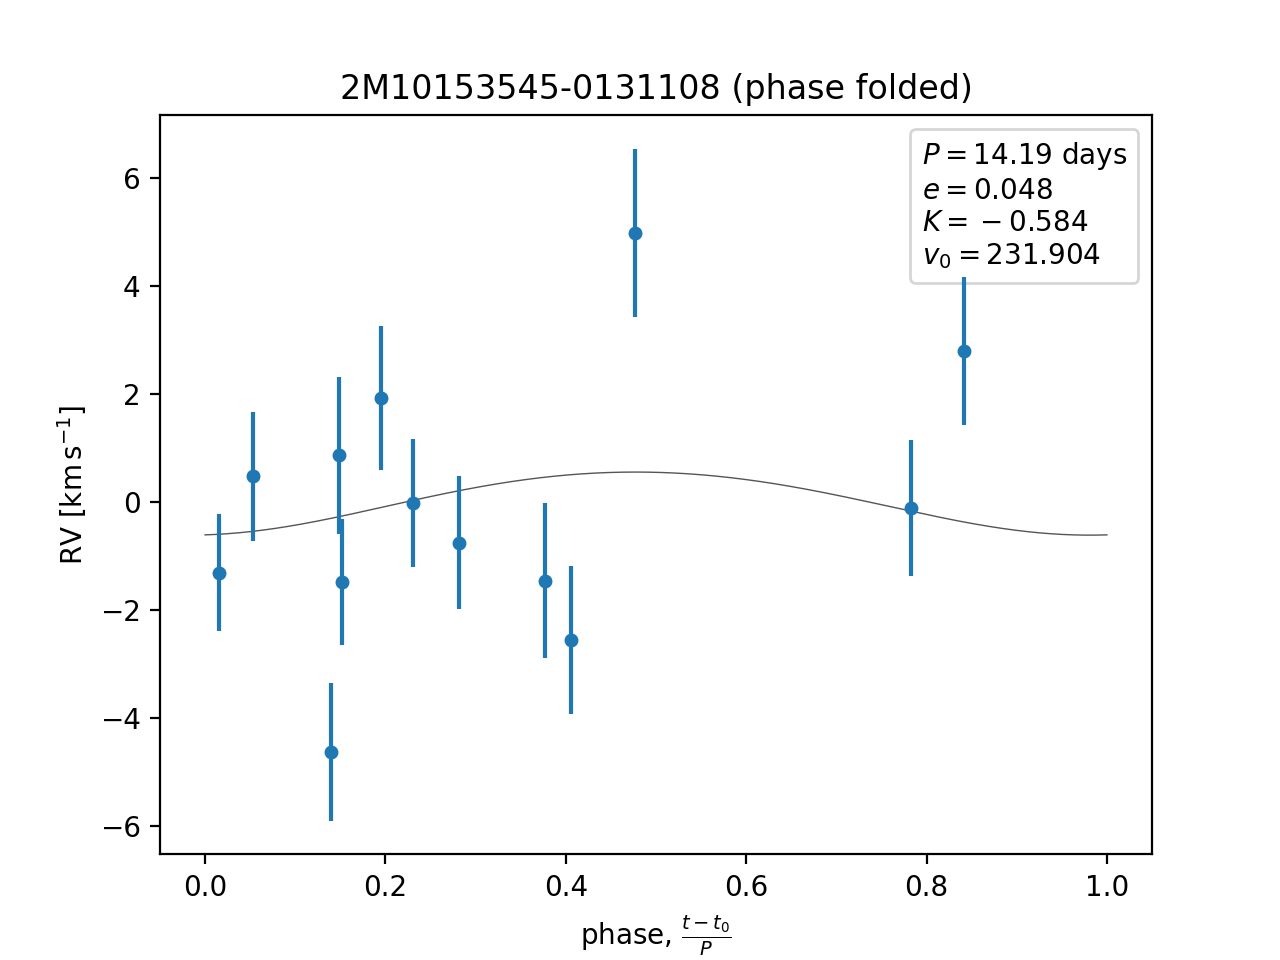 2M10153545-0131108 (phase folded)
P = 14.19 days
e = 0.048
K = −0.584
v₀ = 231.904
6
4
2
0
−2
−4
−6
RV [km s⁻¹]
0.0 0.2 0.4 0.6 0.8 1.0
phase, (t − t₀)/P